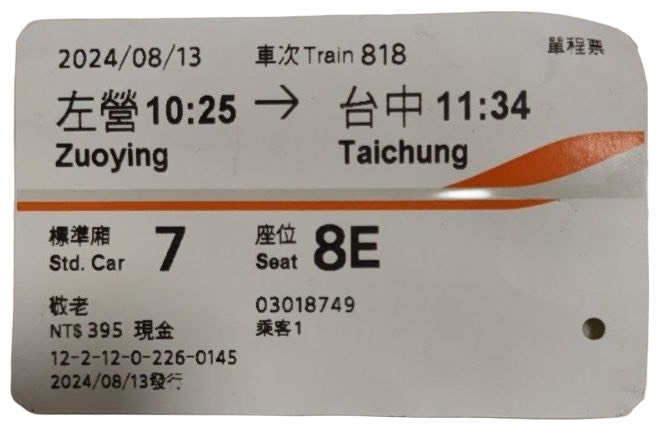 2024/08/13 車次Train 818 單程票
左營10:25 → 台中 11:34
Zuoying Taichung
標準廂 7 座位 8E
Std. Car Seat
敬老 03018749
NT$ 395 現金 乘客1
12-2-12-0-226-0145
2024/08/13發行